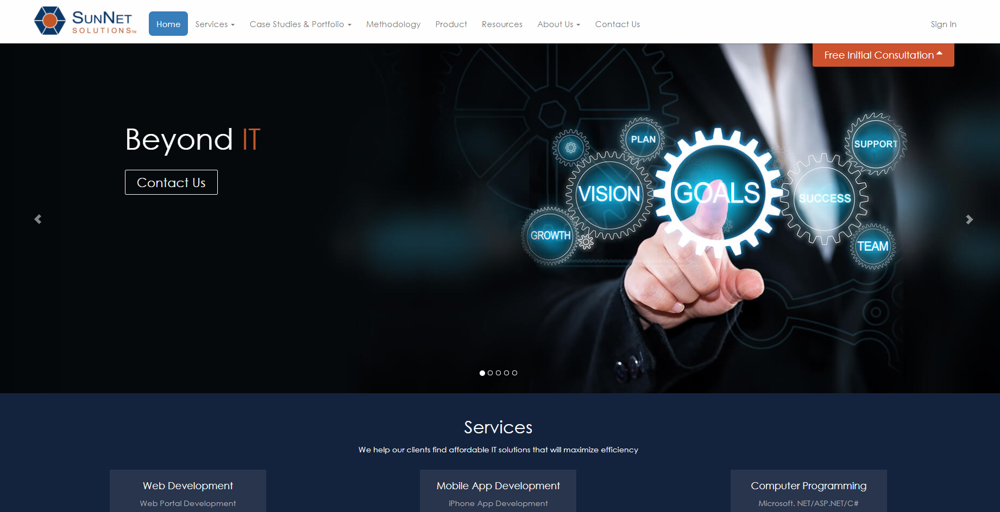 SUNNET
SOLUTIONS™
Home
Services
Case Studies & Portfolio
Methodology
Product
Resources
About Us
Contact Us
Sign In
Free Initial Consultation
Beyond IT
Contact Us
PLAN
SUPPORT
VISION
GOALS
SUCCESS
GROWTH
TEAM
Services
We help our clients find affordable IT solutions that will maximize efficiency
Web Development
Web Portal Development
Mobile App Development
iPhone App Development
Computer Programming
Microsoft. NET/ASP.NET/C#